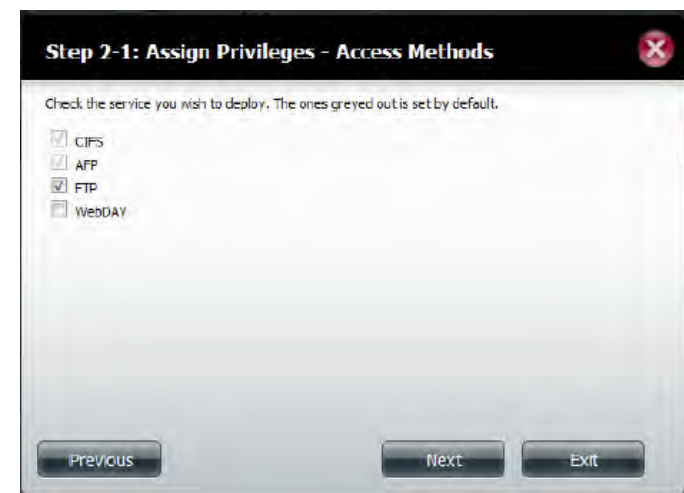 Step 2-1: Assign Privileges - Access Methods
Check the service you wish to deploy. The ones greyed out is set by default.
CIFS
AFP
FTP
WebDAV
Previous
Next
Exit